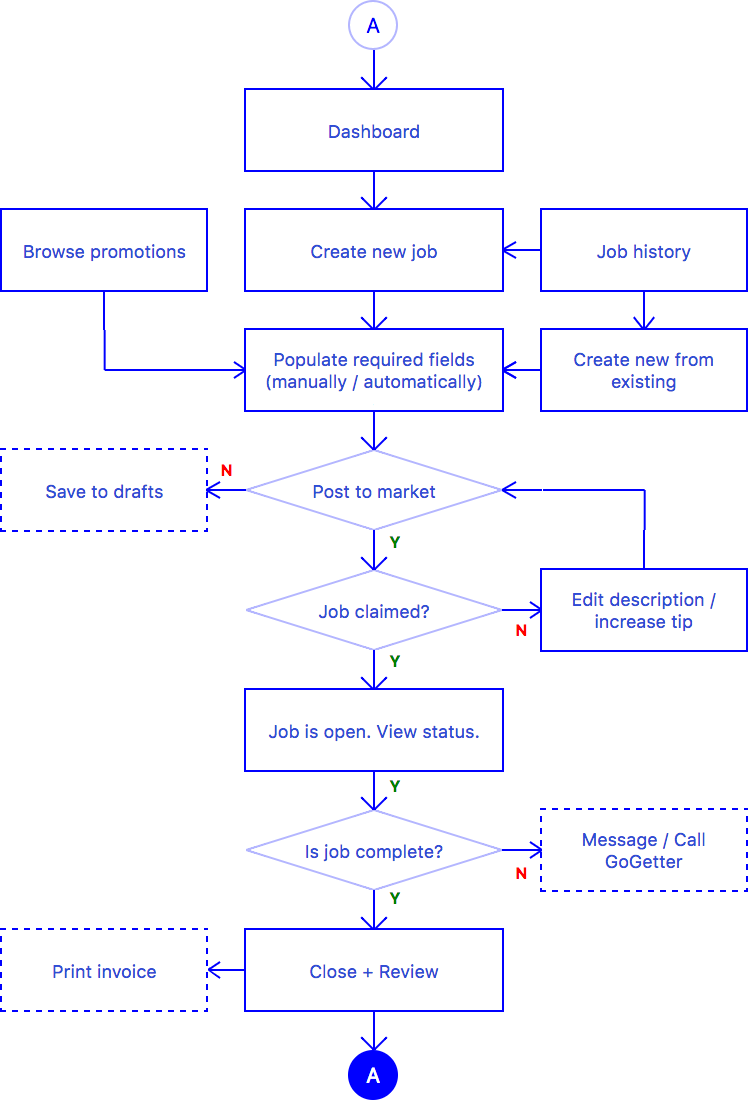 A
Dashboard
Browse promotions
Create new job
Job history
Populate required fields
(manually / automatically)
Create new from
existing
Save to drafts
N
Post to market
Y
Job claimed?
N
Edit description /
increase tip
Y
Job is open. View status.
Y
Is job complete?
N
Message / Call
GoGetter
Y
Print invoice
Close + Review
A